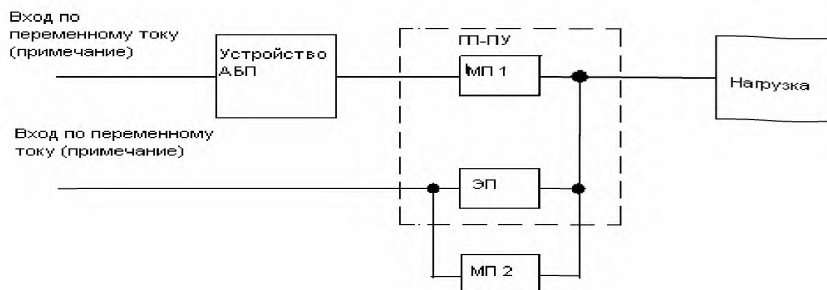 Вход по
переменному току
(примечание)
Устройство
АБП
ГП-ПУ
МП 1
Нагрузка
Вход по переменному
току (примечание)
ЭП
МП 2